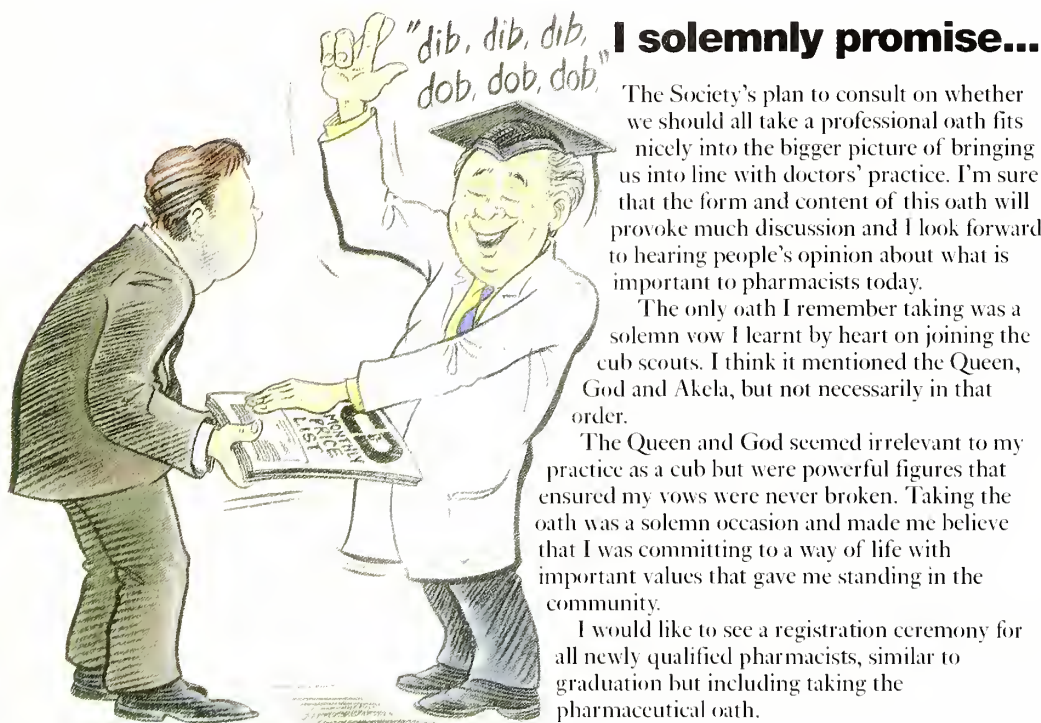 "dib, dib, dib,
dob, dob, dob"
C+D
MONTHLY
PRICE
LIST
I solemnly promise...
The Society's plan to consult on whether
we should all take a professional oath fits
nicely into the bigger picture of bringing
us into line with doctors' practice. I'm sure
that the form and content of this oath will
provoke much discussion and I look forward
to hearing people's opinion about what is
important to pharmacists today.
The only oath I remember taking was a
solemn vow I learnt by heart on joining the
cub scouts. I think it mentioned the Queen,
God and Akela, but not necessarily in that
order.
The Queen and God seemed irrelevant to my
practice as a cub but were powerful figures that
ensured my vows were never broken. Taking the
oath was a solemn occasion and made me believe
that I was committing to a way of life with
important values that gave me standing in the
community.
I would like to see a registration ceremony for
all newly qualified pharmacists, similar to
graduation but including taking the
pharmaceutical oath.